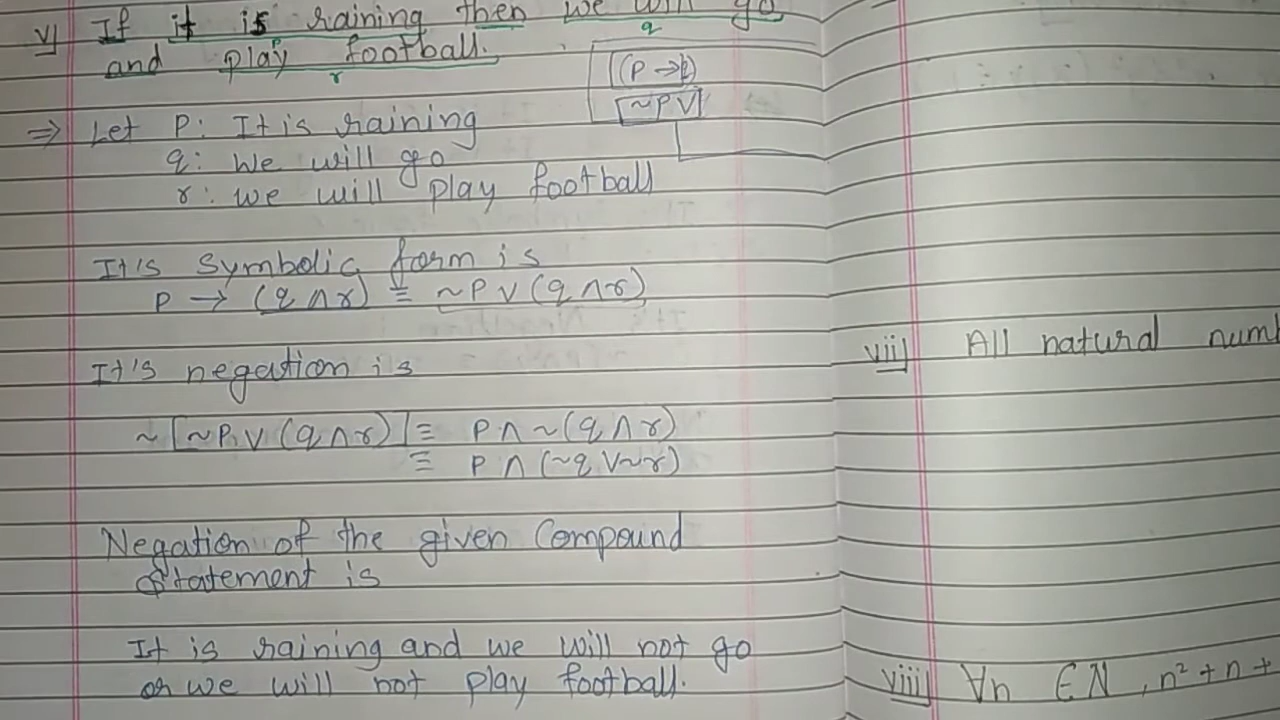 v) If it is raining then we will go
and play football.
p
q
r
(P →q)
~P V
⇒ Let P: It is raining
q: we will go
r: we will play football
It's symbolic form is
P → (q ∧ r) ≡ ~P ∨ (q ∧ r)
It's negation is
~[~P ∨ (q ∧ r)] ≡ P ∧ ~(q ∧ r)
≡ P ∧ (~q ∨ ~r)
Negation of the given Compound
Statement is
It is raining and we will not go
or we will not play football.
vii) All natural numb
viii) ∀n ∈ N, n² + n +